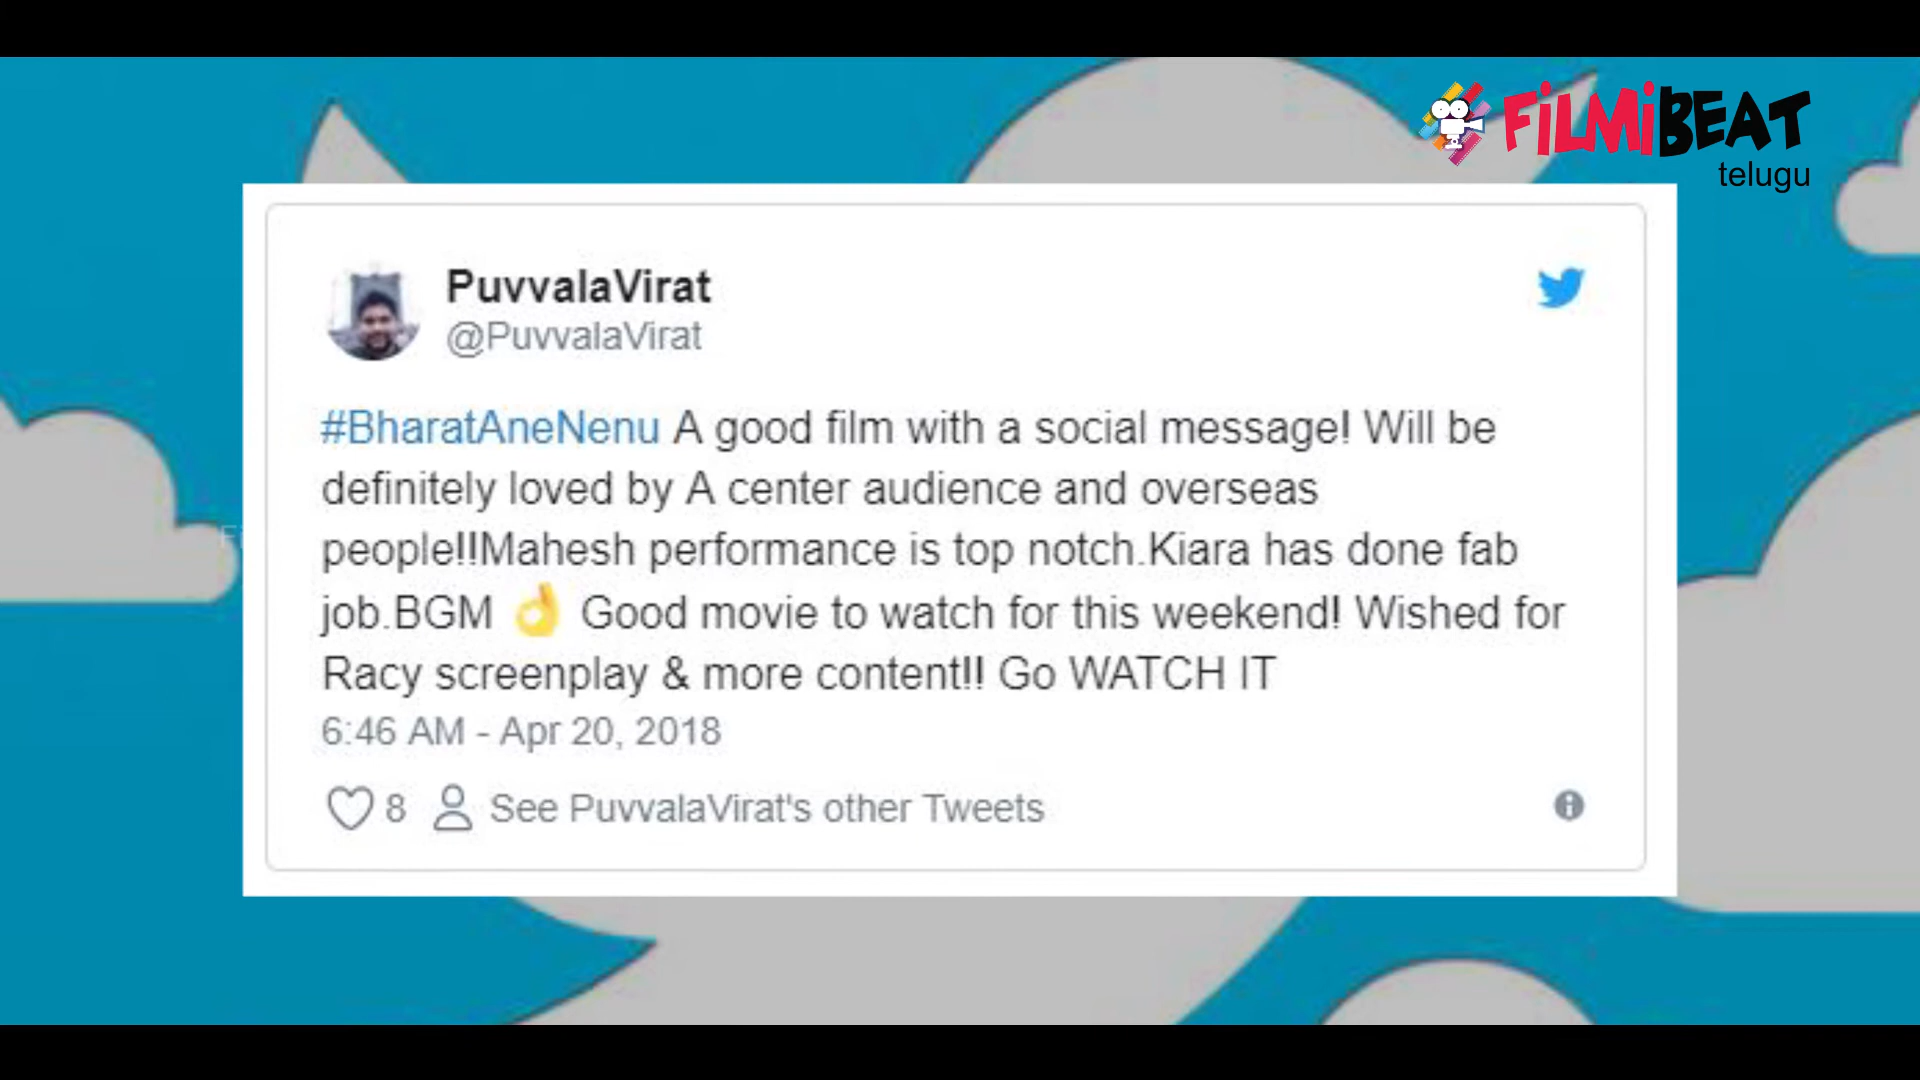 FiLMiBEAT
telugu
PuvvalaVirat
@PuvvalaVirat
#BharatAneNenu A good film with a social message! Will be
definitely loved by A center audience and overseas
people!!Mahesh performance is top notch.Kiara has done fab
job.BGM 👌 Good movie to watch for this weekend! Wished for
Racy screenplay & more content!! Go WATCH IT
6:46 AM - Apr 20, 2018
8 See PuvvalaVirat's other Tweets